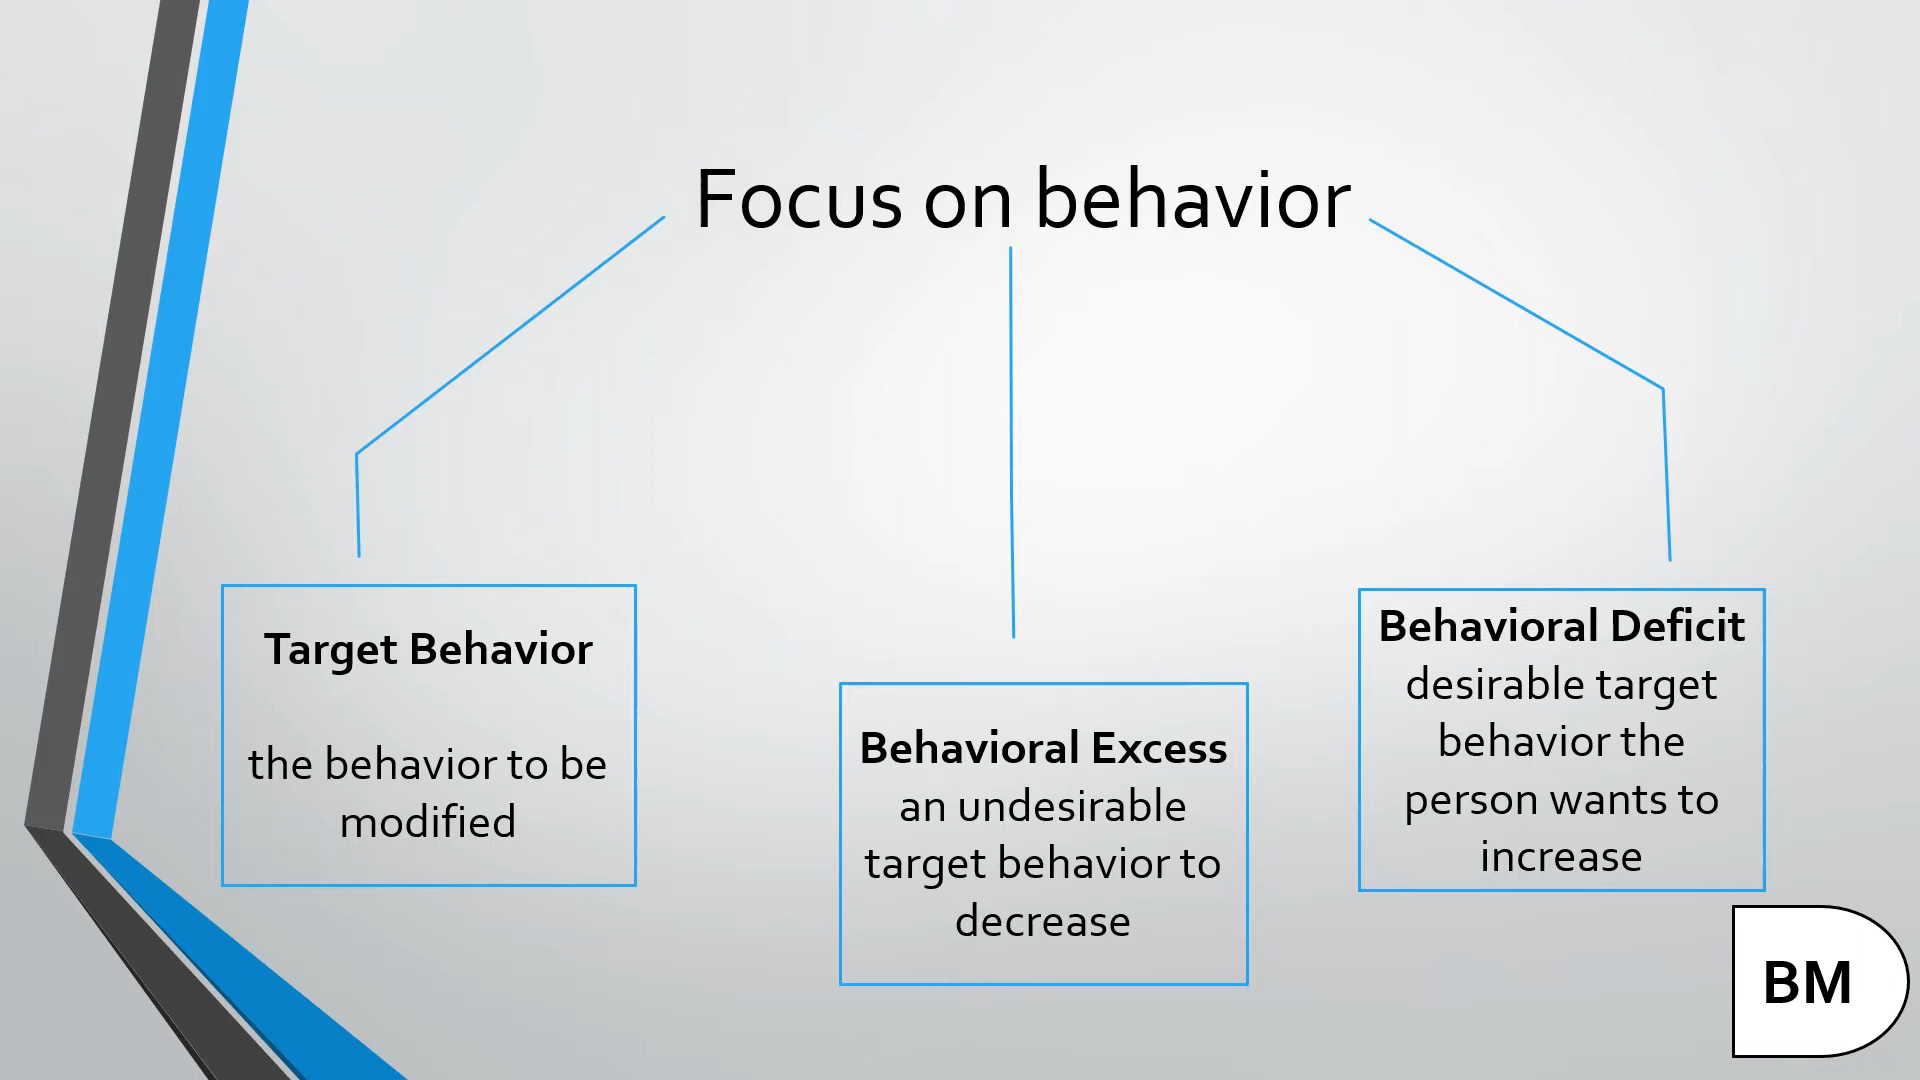 Focus on behavior
Target Behavior
the behavior to be
modified
Behavioral Excess
an undesirable
target behavior to
decrease
Behavioral Deficit
desirable target
behavior the
person wants to
increase
BM